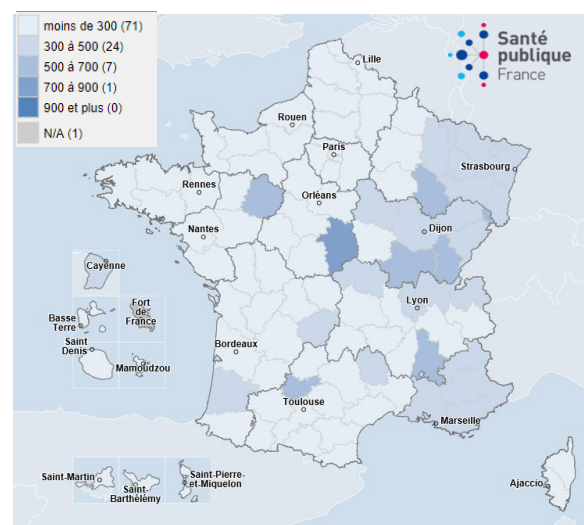 moins de 300 (71)
300 à 500 (24)
500 à 700 (7)
700 à 900 (1)
900 et plus (0)
N/A (1)
Santé
publique
France
Lille
Rouen
Paris
Strasbourg
Rennes
Orléans
Nantes
Dijon
Cayenne
Lyon
Basse
Terre
Fort
de
France
Saint
Denis
Mamoudzou
Bordeaux
Toulouse
Marseille
Saint-Martin
Saint-
Barthélémy
Saint-Pierre-
et-Miquelon
Ajaccio